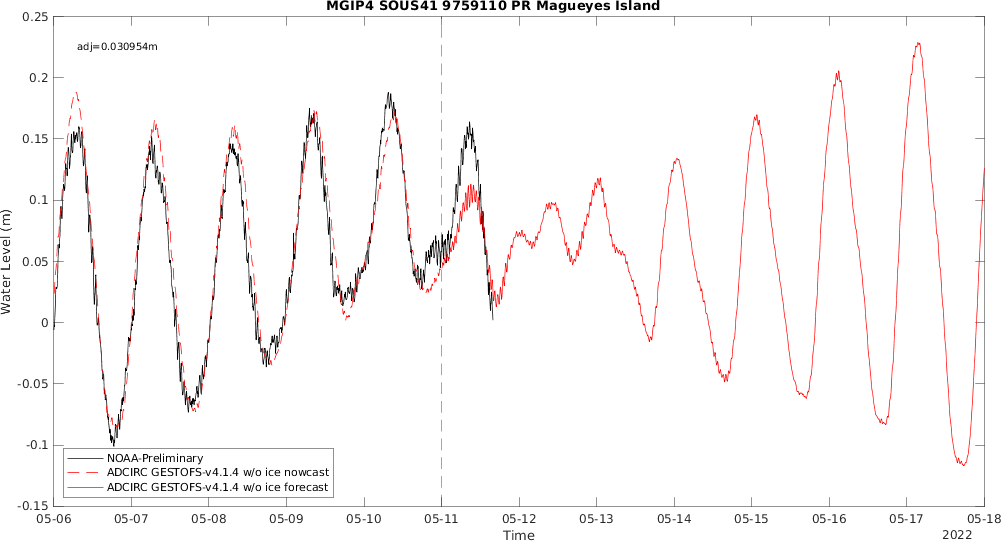 MGIP4 SOUS41 9759110 PR Magueyes Island
adj=0.030954m
Water Level (m)
0.25
0.2
0.15
0.1
0.05
0
-0.05
-0.1
-0.15
NOAA-Preliminary
ADCIRC GESTOFS-v4.1.4 w/o ice nowcast
ADCIRC GESTOFS-v4.1.4 w/o ice forecast
05-06 05-07 05-08 05-09 05-10 05-11 05-12 05-13 05-14 05-15 05-16 05-17 05-18
Time
2022